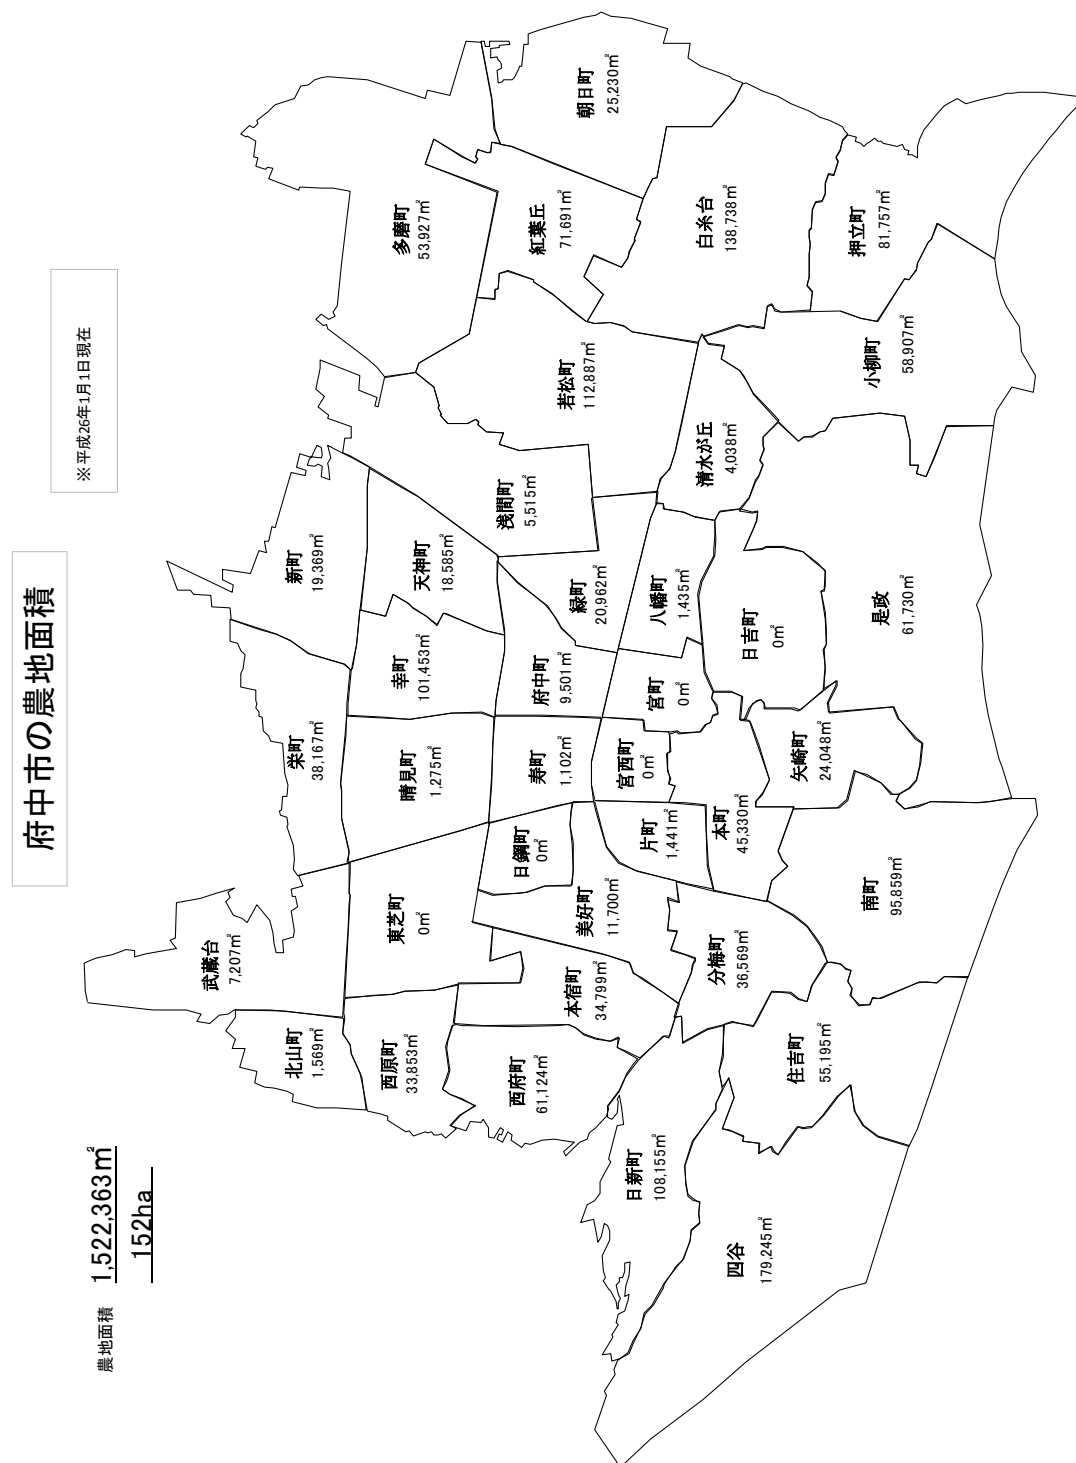 府中市の農地面積
※平成26年1月1日現在
農地面積 1,522,363㎡
152ha
武蔵台
7,207㎡
北山町
1,569㎡
栄町
38,167㎡
新町
19,369㎡
多磨町
53,927㎡
朝日町
25,230㎡
西原町
33,853㎡
東芝町
0㎡
晴見町
1,275㎡
幸町
101,453㎡
天神町
18,585㎡
浅間町
5,515㎡
若松町
112,887㎡
紅葉丘
71,691㎡
西府町
61,124㎡
本宿町
34,799㎡
日鋼町
0㎡
美好町
11,700㎡
寿町
1,102㎡
府中町
9,501㎡
緑町
20,962㎡
白糸台
138,738㎡
日新町
108,155㎡
分梅町
36,569㎡
片町
1,441㎡
宮西町
0㎡
宮町
0㎡
八幡町
1,435㎡
清水が丘
4,038㎡
本町
45,330㎡
日吉町
0㎡
四谷
179,245㎡
住吉町
55,195㎡
南町
95,859㎡
矢崎町
24,048㎡
是政
61,730㎡
小柳町
58,907㎡
押立町
81,757㎡